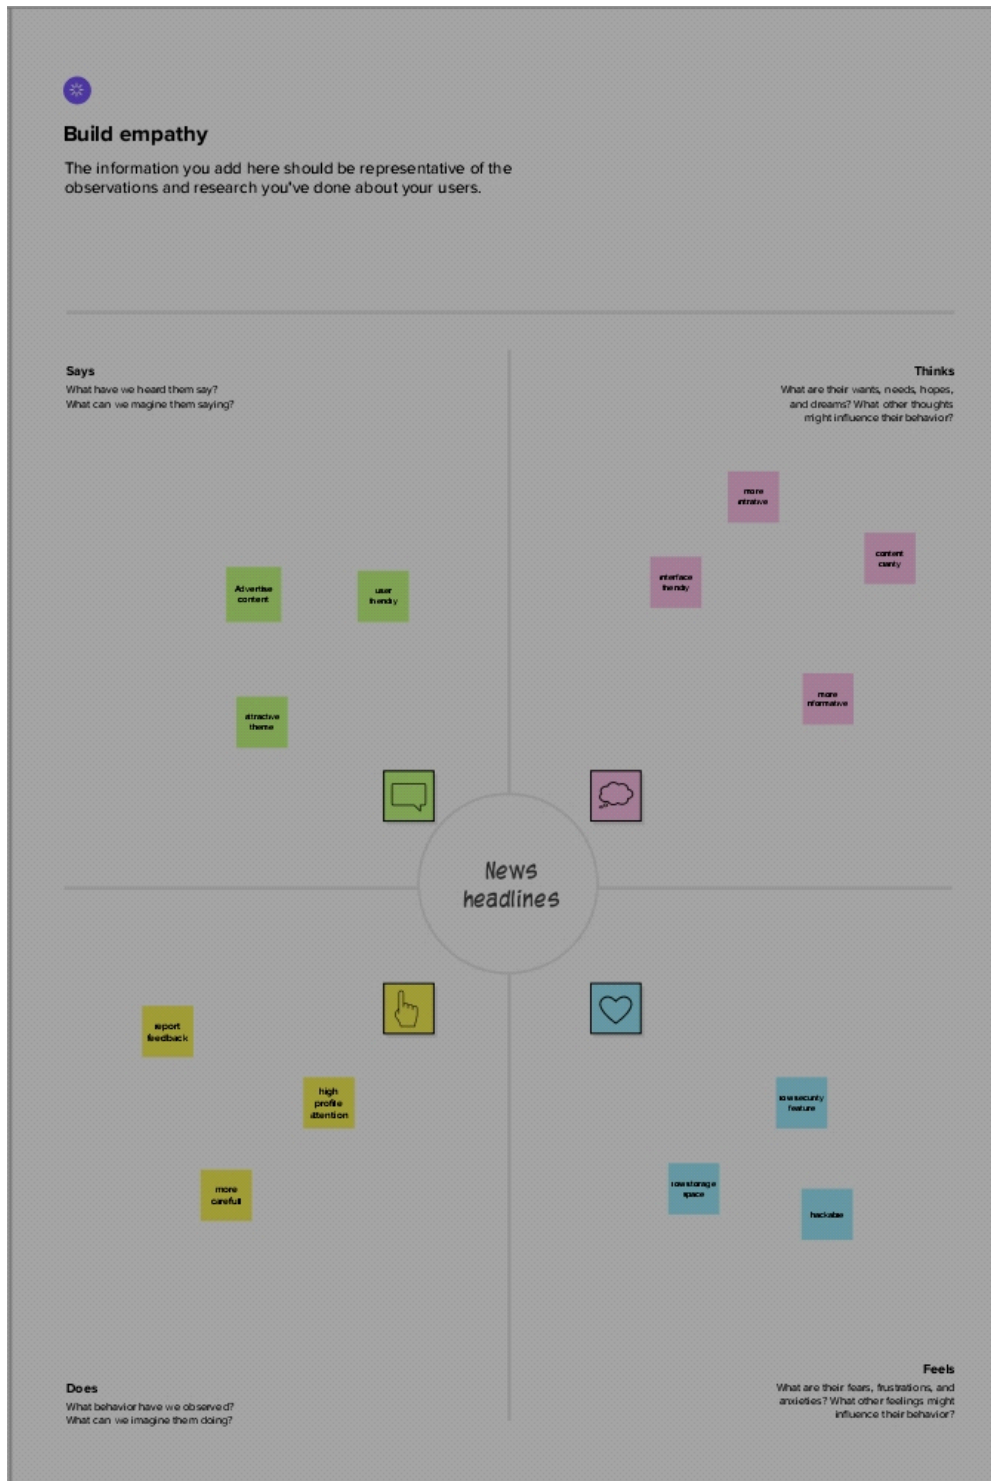 Build empathy
The information you add here should be representative of the
observations and research you've done about your users.
Says
What have we heard them say?
What can we imagine them saying?
Thinks
What are their wants, needs, hopes,
and dreams? What other thoughts
might influence their behavior?
more
Advertise
content
user
friendly
interface
friendly
content
clarity
attractive
theme
more
informative
News
headlines
report
feedback
high
profile
attention
more
carefull
low security
feature
low storage
space
hackable
Does
What behavior have we observed?
What can we imagine them doing?
Feels
What are their fears, frustrations, and
anxieties? What other feelings might
influence their behavior?